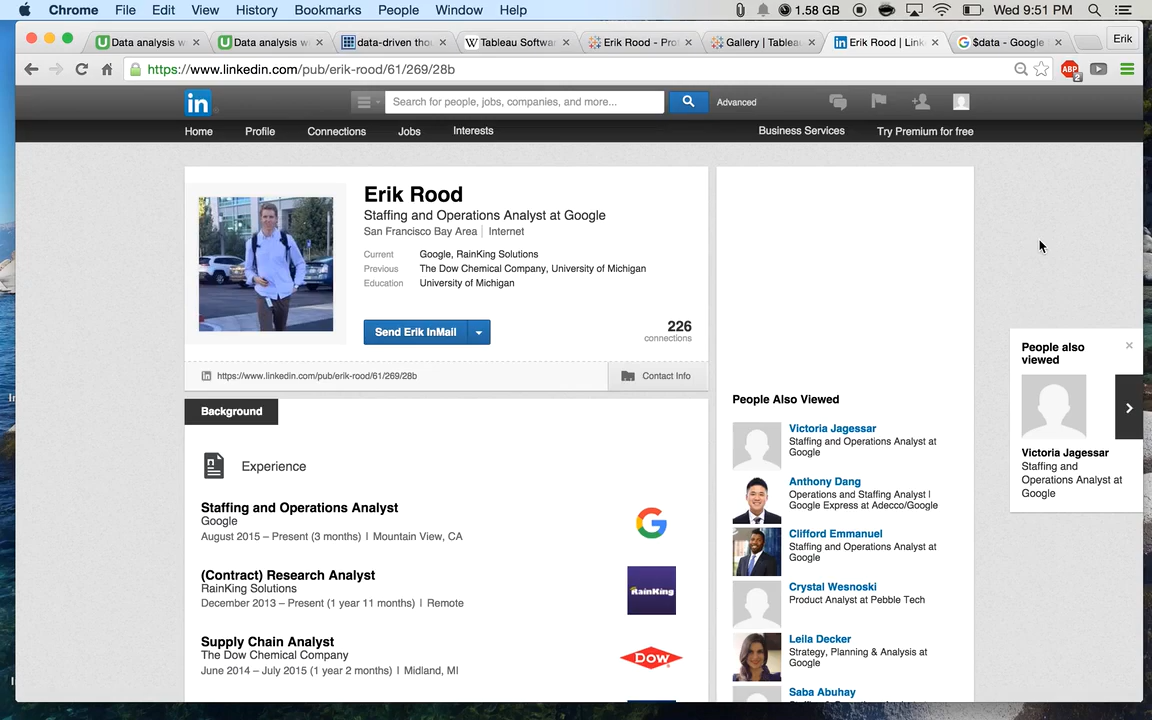 Chrome File Edit View History Bookmarks People Window Help 1.58 GB Wed 9:51 PM
Data analysis w Data analysis w data-driven thou Wikipedia Tableau Softwar Erik Rood - Pro Gallery | Tableau Erik Rood | Link $data - Google Erik
https://www.linkedin.com/pub/erik-rood/61/269/28b ABP 2
in Search for people, jobs, companies, and more... Advanced
Home Profile Connections Jobs Interests Business Services Try Premium for free
Erik Rood
Staffing and Operations Analyst at Google
San Francisco Bay Area | Internet
Current Google, RainKing Solutions
Previous The Dow Chemical Company, University of Michigan
Education University of Michigan
Send Erik InMail
226
connections
https://www.linkedin.com/pub/erik-rood/61/269/28b Contact Info
Background
Experience
Staffing and Operations Analyst
Google
August 2015 – Present (3 months) | Mountain View, CA
(Contract) Research Analyst
RainKing Solutions
December 2013 – Present (1 year 11 months) | Remote
RainKing
Supply Chain Analyst
The Dow Chemical Company
June 2014 – July 2015 (1 year 2 months) | Midland, MI
DOW
People Also Viewed
Victoria Jagessar
Staffing and Operations Analyst at
Google
Anthony Dang
Operations and Staffing Analyst |
Google Express at Adecco/Google
Clifford Emmanuel
Staffing and Operations Analyst at
Google
Crystal Wesnoski
Product Analyst at Pebble Tech
Leila Decker
Strategy, Planning & Analysis at
Google
Saba Abuhay
People also
viewed
Victoria Jagessar
Staffing and
Operations Analyst at
Google